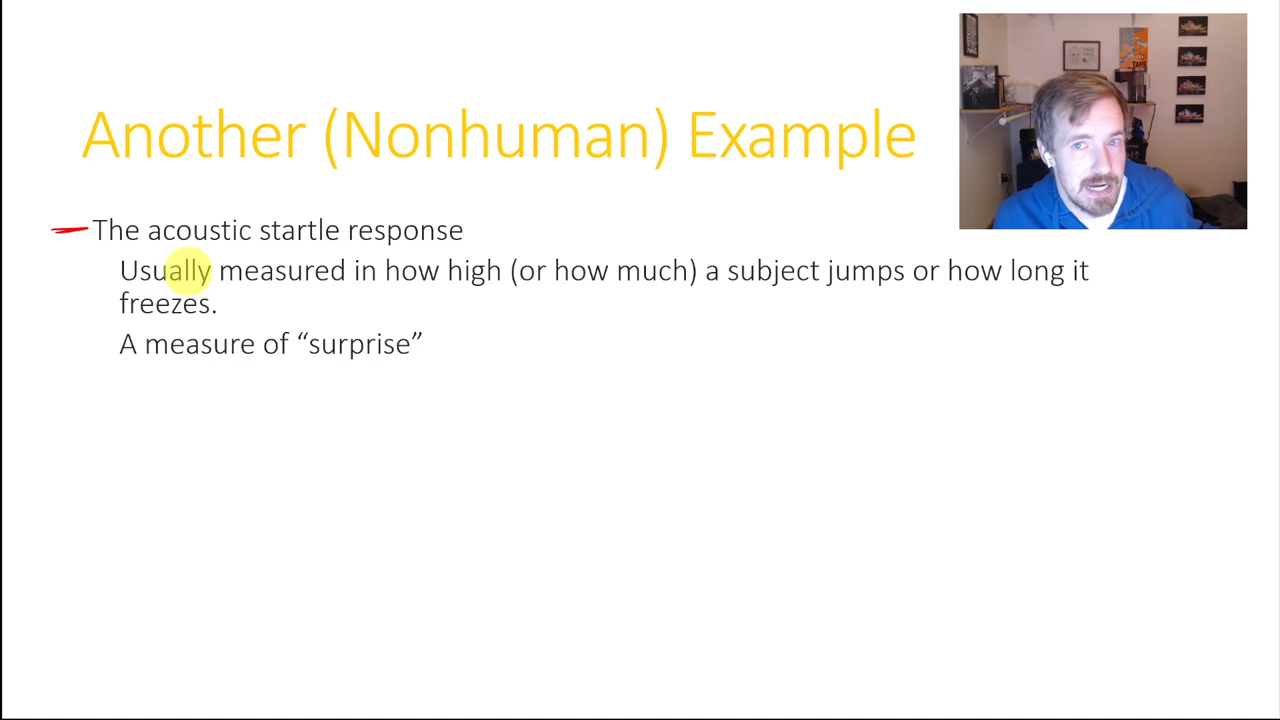 Another (Nonhuman) Example
The acoustic startle response
Usually measured in how high (or how much) a subject jumps or how long it
freezes.
A measure of “surprise”